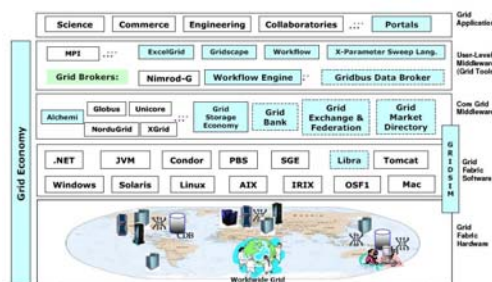 Science Commerce Engineering Collaboratories Portals
Grid
Application
MPI ExcelGrid Gridscape Workflow X-Parameter Sweep Lang.
User-Level
Middleware
(Grid Tools)
Grid Brokers: Nimrod-G Workflow Engine Gridbus Data Broker
Grid Economy
Alchemi Globus Unicore
NorduGrid XGrid
Grid
Storage
Economy
Grid
Bank
Grid
Exchange &
Federation
Grid
Market
Directory
Core Grid
Middleware
.NET JVM Condor PBS SGE Libra Tomcat
Windows Solaris Linux AIX IRIX OSF1 Mac
GRIDSIM
Grid
Fabric
Software
CDB
Worldwide Grid
Grid
Fabric
Hardware